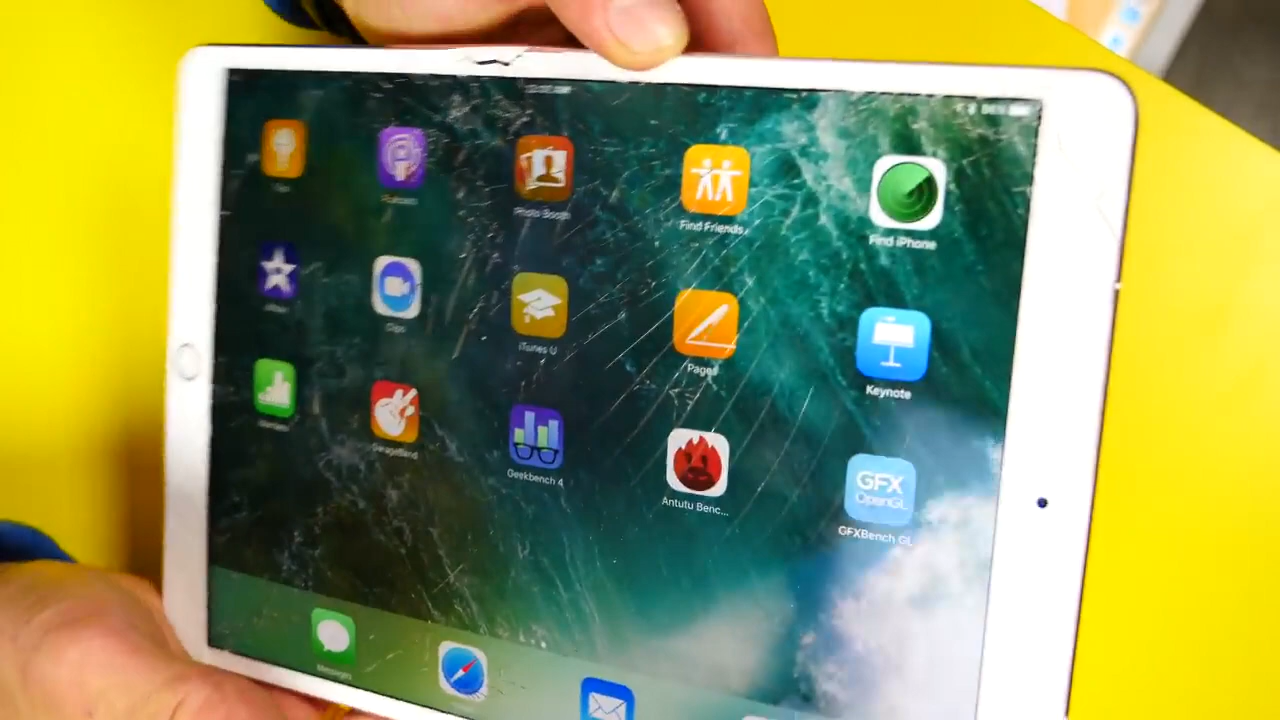 Photo Booth
Find Friends
Find iPhone
Clips
iTunes U
Pages
Keynote
GarageBand
Geekbench 4
Antutu Benc...
GFX
OpenGL
GFXBench GL
Messages